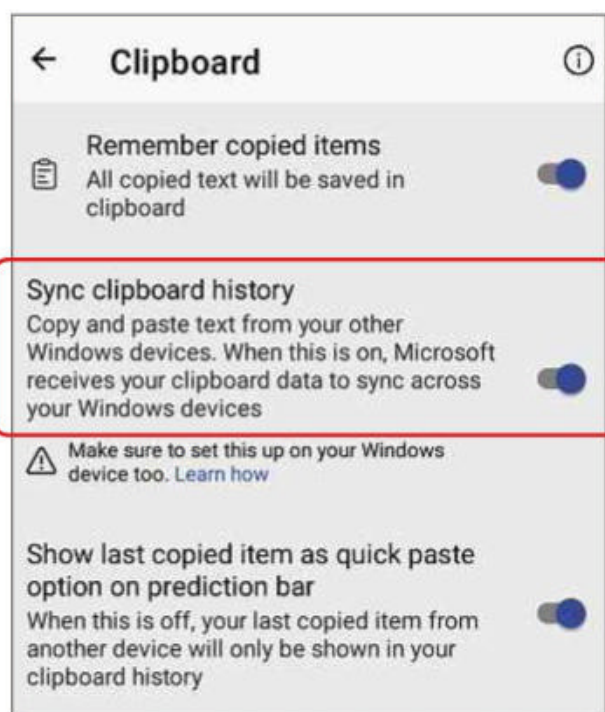 Clipboard
Remember copied items
All copied text will be saved in
clipboard
Sync clipboard history
Copy and paste text from your other
Windows devices. When this is on, Microsoft
receives your clipboard data to sync across
your Windows devices
Make sure to set this up on your Windows
device too. Learn how
Show last copied item as quick paste
option on prediction bar
When this is off, your last copied item from
another device will only be shown in your
clipboard history